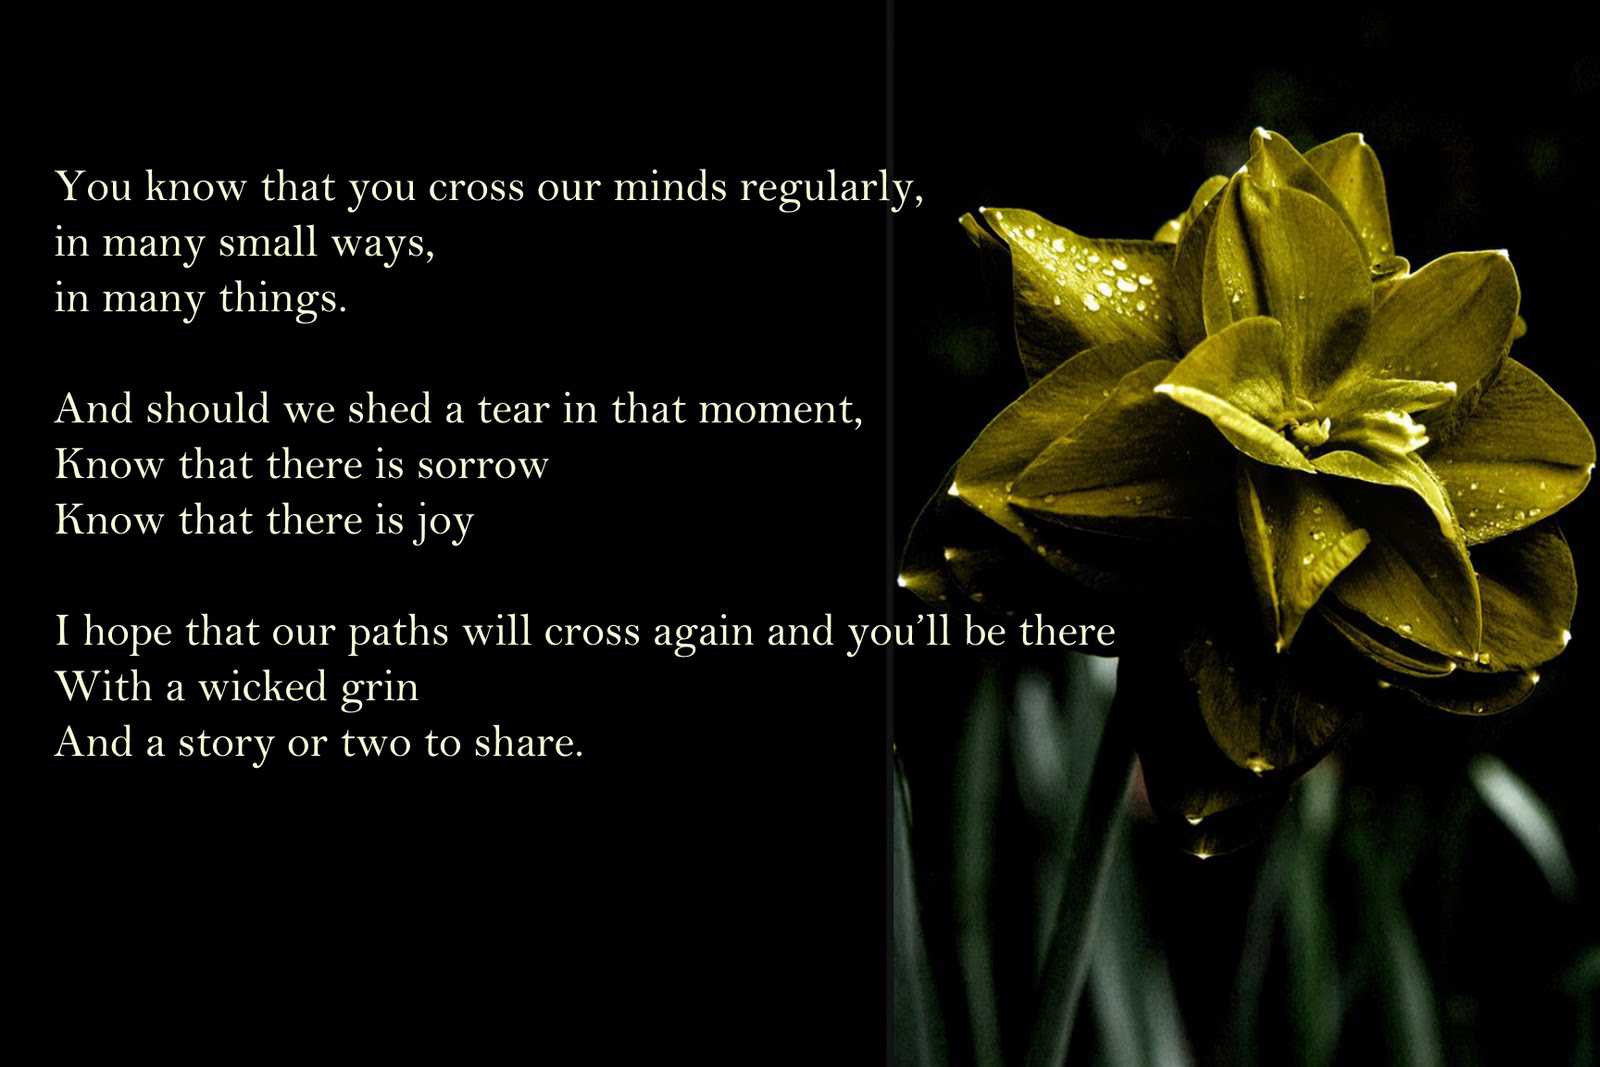 You know that you cross our minds regularly,
in many small ways,
in many things.
And should we shed a tear in that moment,
Know that there is sorrow
Know that there is joy
I hope that our paths will cross again and you’ll be there
With a wicked grin
And a story or two to share.